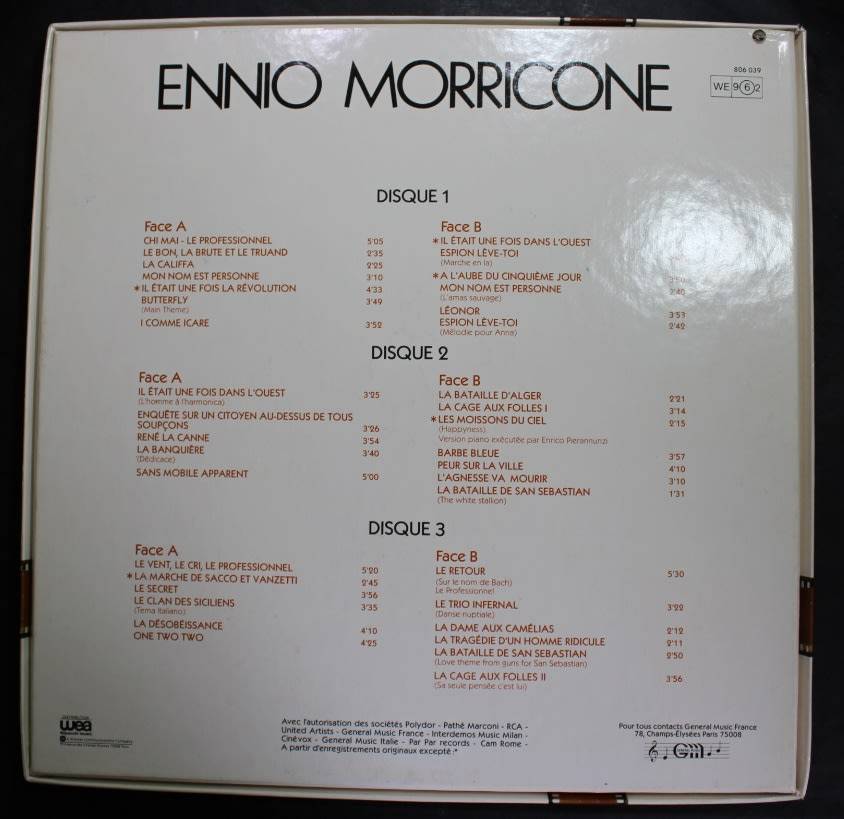 ENNIO MORRICONE
806 039
WE 9 6 2
DISQUE 1
Face A
CHI MAI - LE PROFESSIONNEL 5'05
LE BON, LA BRUTE ET LE TRUAND 2'35
LA CALIFFA 2'25
MON NOM EST PERSONNE 3'10
* IL ÉTAIT UNE FOIS LA RÉVOLUTION 4'33
BUTTERFLY 3'49
(Main Theme)
I COMME ICARE 3'52
Face B
* IL ÉTAIT UNE FOIS DANS L'OUEST
ESPION LÈVE-TOI
(Marche en la)
* A L'AUBE DU CINQUIÈME JOUR 3'50
MON NOM EST PERSONNE 2'40
(L'amas sauvage)
LÉONOR 3'53
ESPION LÈVE-TOI 2'42
(Mélodie pour Anna)
DISQUE 2
Face A
IL ÉTAIT UNE FOIS DANS L'OUEST 3'25
(L'homme à l'harmonica)
ENQUÊTE SUR UN CITOYEN AU-DESSUS DE TOUS
SOUPÇONS 3'26
RENÉ LA CANNE 3'54
LA BANQUIÈRE 3'40
(Dédicace)
SANS MOBILE APPARENT 5'00
Face B
LA BATAILLE D'ALGER 2'21
LA CAGE AUX FOLLES I 3'14
* LES MOISSONS DU CIEL 2'15
(Happyness)
Version piano exécutée par Enrico Pierannunzi
BARBE BLEUE 3'57
PEUR SUR LA VILLE 4'10
L'AGNESSE VA MOURIR 3'10
LA BATAILLE DE SAN SEBASTIAN 1'31
(The white stallion)
DISQUE 3
Face A
LE VENT, LE CRI, LE PROFESSIONNEL 5'20
* LA MARCHE DE SACCO ET VANZETTI 2'45
LE SECRET 3'56
LE CLAN DES SICILIENS 3'35
(Tema Italiano)
LA DÉSOBÉISSANCE 4'10
ONE TWO TWO 4'25
Face B
LE RETOUR 5'30
(Sur le nom de Bach)
Le Professionnel
LE TRIO INFERNAL 3'22
(Danse nuptiale)
LA DAME AUX CAMÉLIAS 2'12
LA TRAGÉDIE D'UN HOMME RIDICULE 2'11
LA BATAILLE DE SAN SEBASTIAN 2'50
(Love theme from guns for San Sebastian)
LA CAGE AUX FOLLES II 3'56
(Sa seule pensée c'est lui)
wea
Avec l'autorisation des sociétés Polydor - Pathé Marconi - RCA -
United Artists - General Music France - Interdemos Music Milan -
Cinévox - General Music Italie - Par Par records - Cam Rome -
A partir d'enregistrements originaux excepté :*
Pour tous contacts General Music France
78, Champs-Élysées Paris 75008
GM